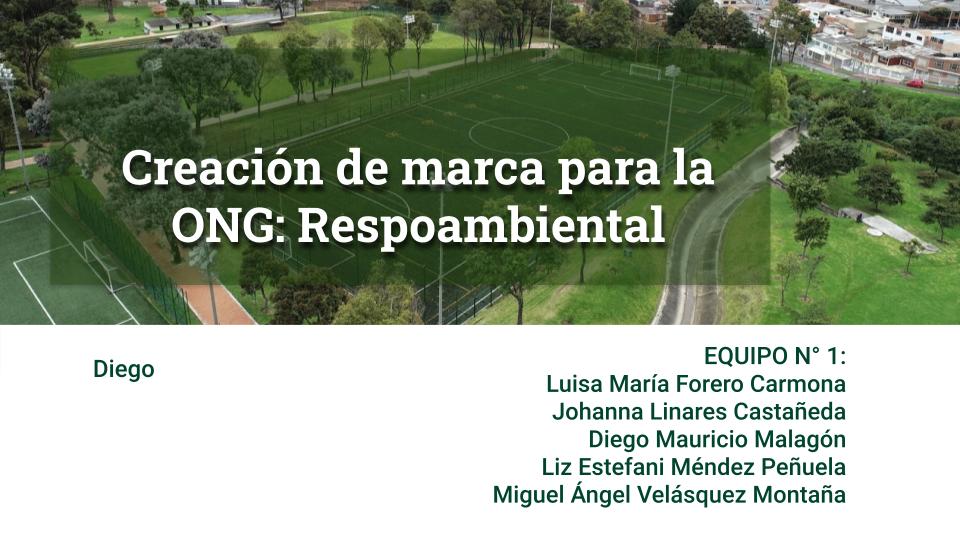 Creación de marca para la
ONG: Respoambiental
Diego
EQUIPO N° 1:
Luisa María Forero Carmona
Johanna Linares Castañeda
Diego Mauricio Malagón
Liz Estefani Méndez Peñuela
Miguel Ángel Velásquez Montaña